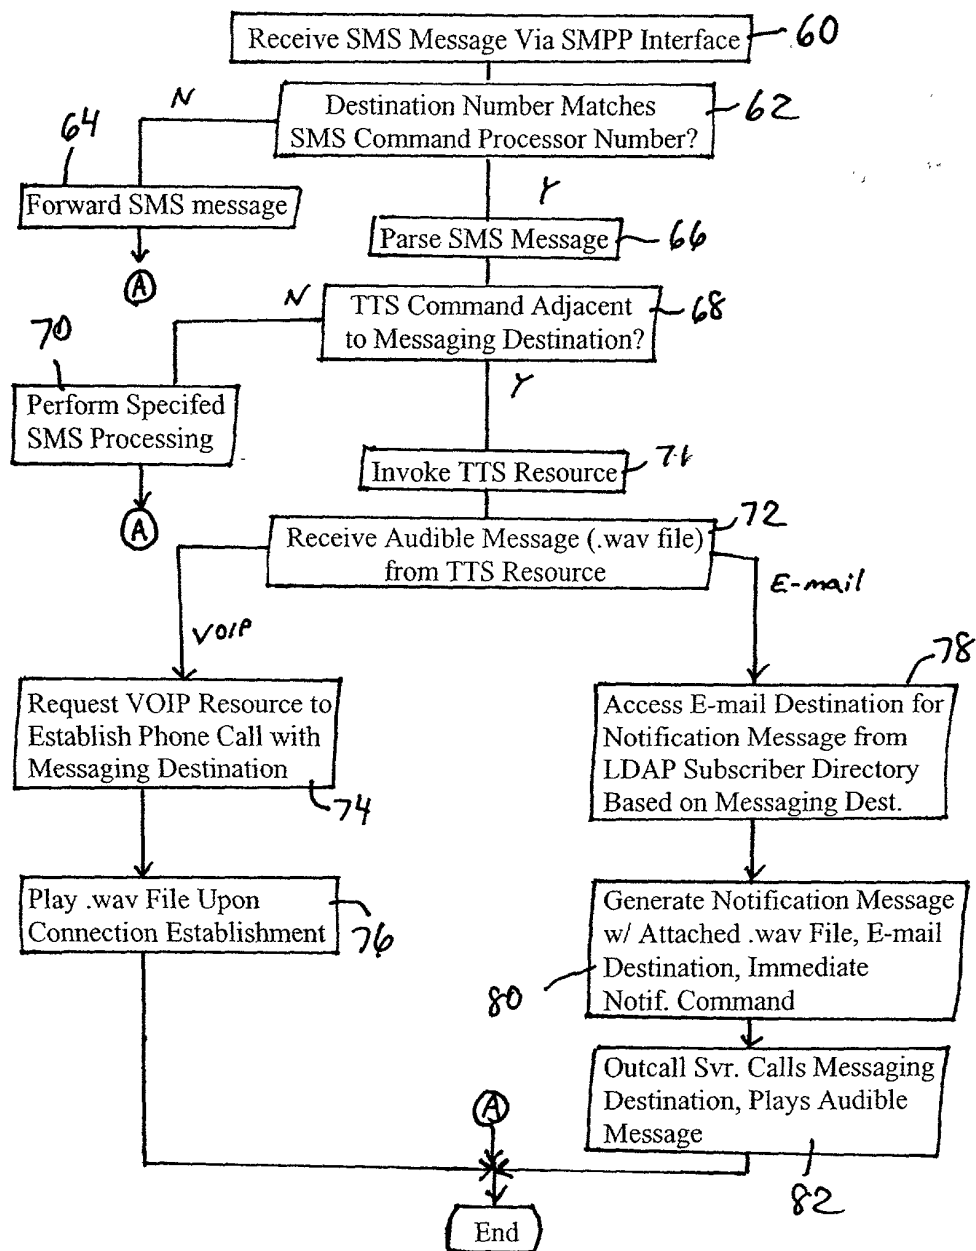 Receive SMS Message Via SMPP Interface
60
Destination Number Matches
SMS Command Processor Number?
62
N
64
Forward SMS message
A
Y
Parse SMS Message
66
TTS Command Adjacent
to Messaging Destination?
68
N
70
Perform Specifed
SMS Processing
A
Y
Invoke TTS Resource
71
Receive Audible Message (.wav file)
from TTS Resource
72
VOIP
E-mail
Request VOIP Resource to
Establish Phone Call with
Messaging Destination
74
78
Access E-mail Destination for
Notification Message from
LDAP Subscriber Directory
Based on Messaging Dest.
Play .wav File Upon
Connection Establishment
76
Generate Notification Message
w/ Attached .wav File, E-mail
Destination, Immediate
Notif. Command
80
Outcall Svr. Calls Messaging
Destination, Plays Audible
Message
82
A
End